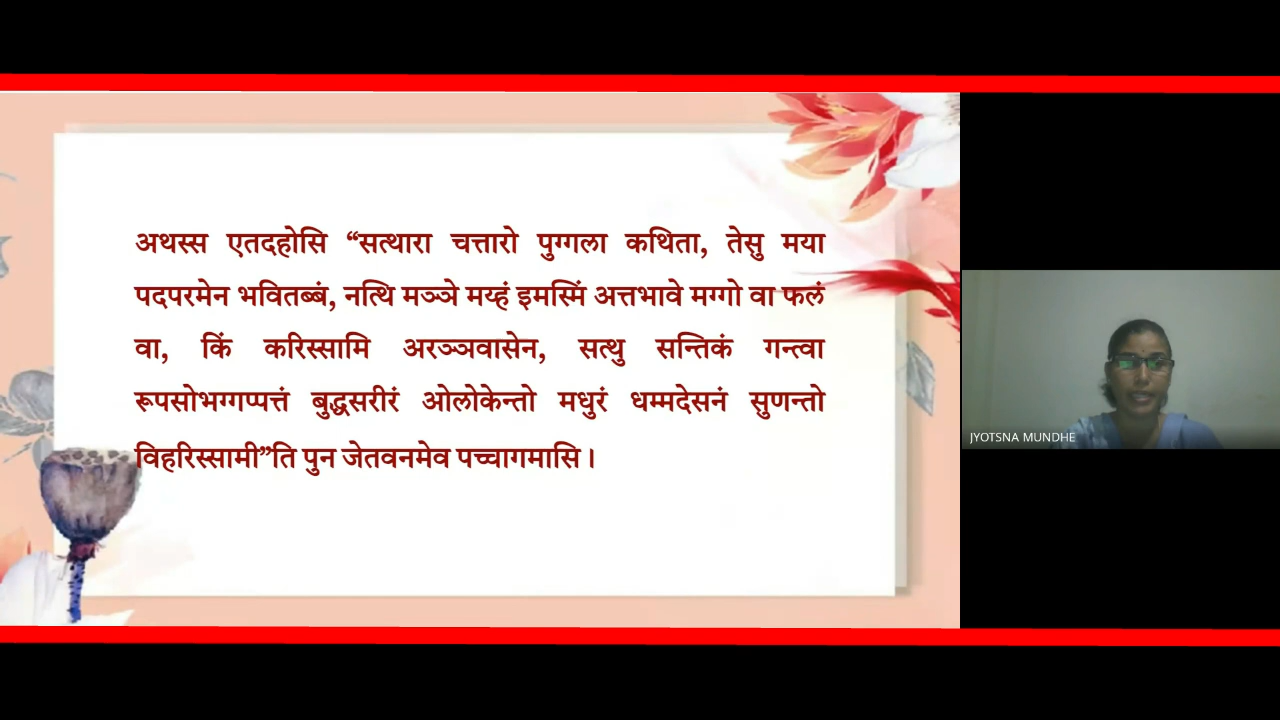 अथस्स एतदहोसि “सत्थारा चत्तारो पुग्गला कथिता, तेसु मया
पदपरमेन भवितब्बं, नत्थि मञ्ञे मय्हं इमस्मिं अत्तभावे मग्गो वा फलं
वा, किं करिस्सामि अरञ्ञवासेन, सत्थु सन्तिकं गन्त्वा
रूपसोभग्गप्पत्तं बुद्धसरीरं ओलोकेन्तो मधुरं धम्मदेसनं सुणन्तो
विहरिस्सामी”ति पुन जेतवनमेव पच्चागमासि।
JYOTSNA MUNDHE